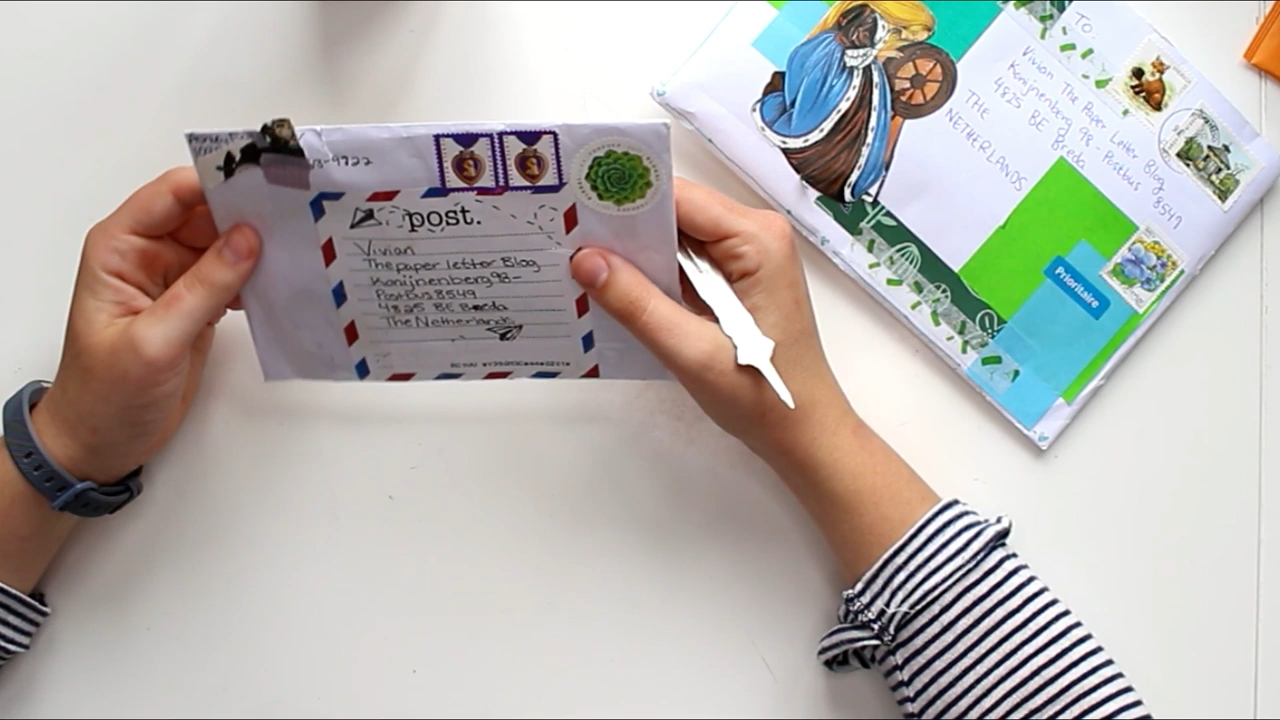 -9722
post.
Vivian
The paper letter Blog
Konijnenberg 98-
PostBus 8549
4825 BE Breda
The Netherlands
To
Vivian The Paper Letter Blog
Konijnenberg 98 - Postbus 8549
4825 BE Breda
THE
NETHERLANDS
Prioritaire